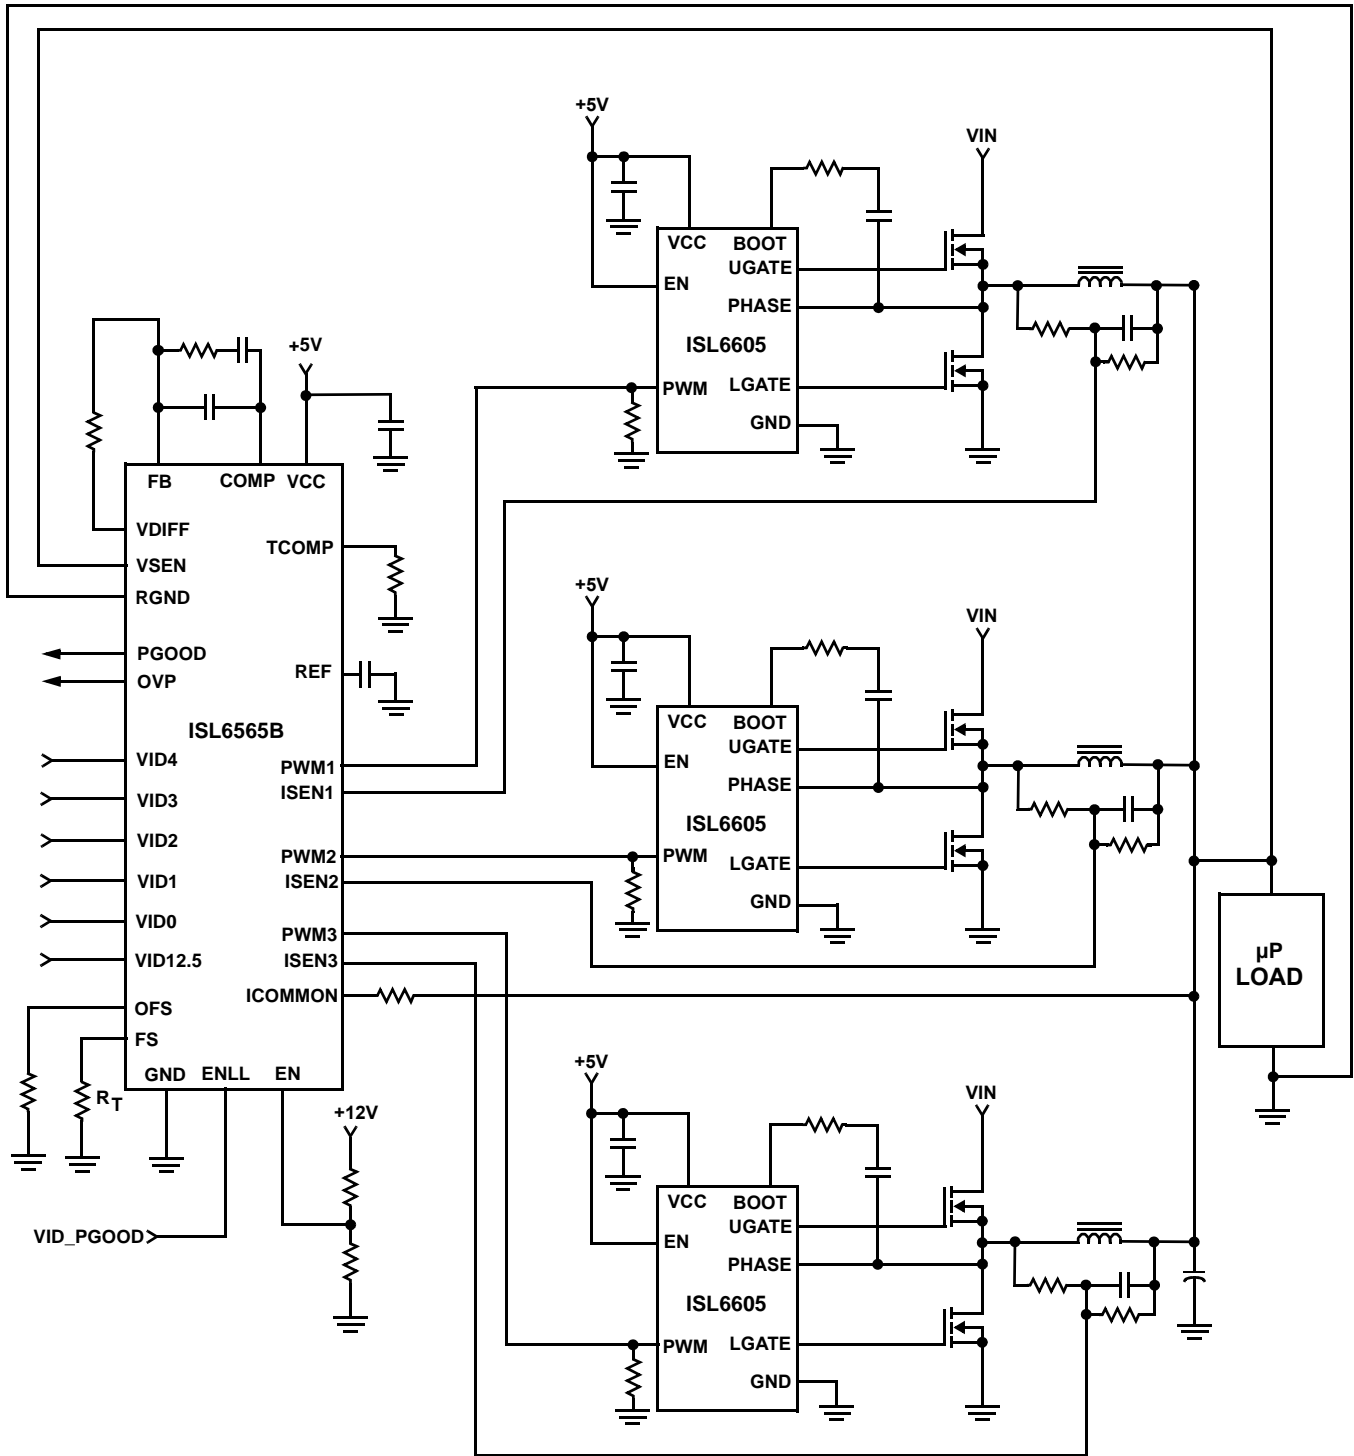 +5V
VIN
VCC
BOOT
UGATE
EN
PHASE
ISL6605
PWM
LGATE
GND
+5V
FB
COMP
VCC
VDIFF
TCOMP
VSEN
RGND
PGOOD
REF
OVP
ISL6565B
VID4
PWM1
VID3
ISEN1
VID2
PWM2
VID1
ISEN2
VID0
PWM3
VID12.5
ISEN3
OFS
ICOMMON
FS
GND
ENLL
EN
RT
+12V
VID_PGOOD
+5V
VIN
VCC
BOOT
UGATE
EN
PHASE
ISL6605
PWM
LGATE
GND
µP
LOAD
+5V
VIN
VCC
BOOT
UGATE
EN
PHASE
ISL6605
PWM
LGATE
GND